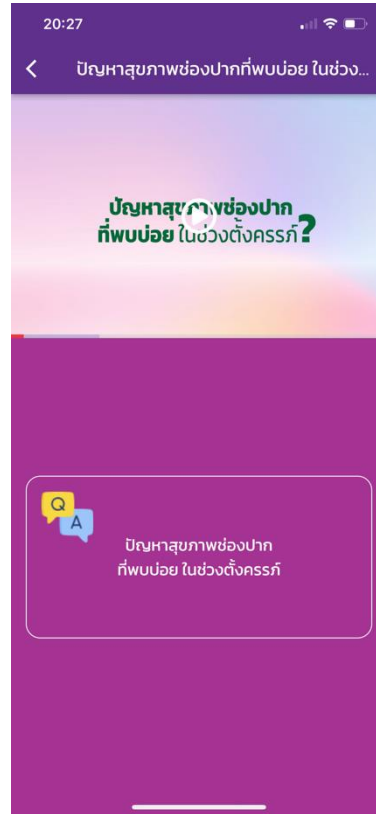 20:27
ปัญหาสุขภาพช่องปากที่พบบ่อย ในช่วง...
ปัญหาสุขภาพช่องปาก
ที่พบบ่อย ในช่วงตั้งครรภ์?
Q
A
ปัญหาสุขภาพช่องปาก
ที่พบบ่อย ในช่วงตั้งครรภ์